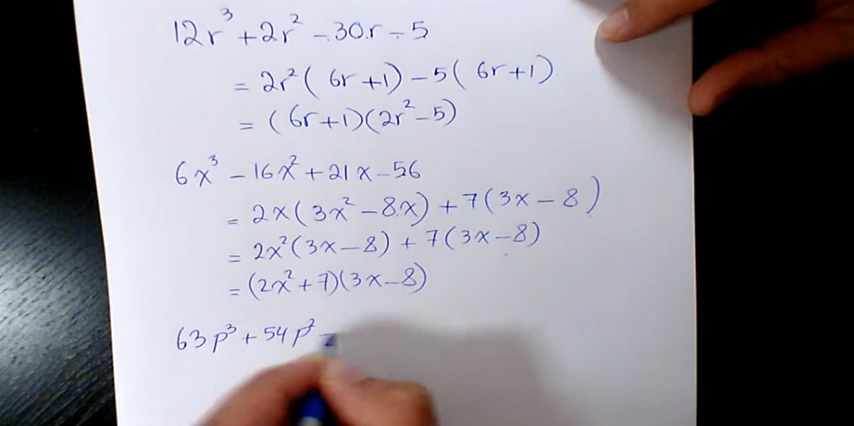 12r³ + 2r² - 30r - 5
= 2r² ( 6r + 1) - 5 ( 6r + 1)
= (6r + 1)(2r² - 5)
6x³ - 16x² + 21x - 56
= 2x (3x² - 8x) + 7 (3x - 8)
= 2x² (3x - 8) + 7 (3x - 8)
= (2x² + 7)(3x - 8)
63p³ + 54p²